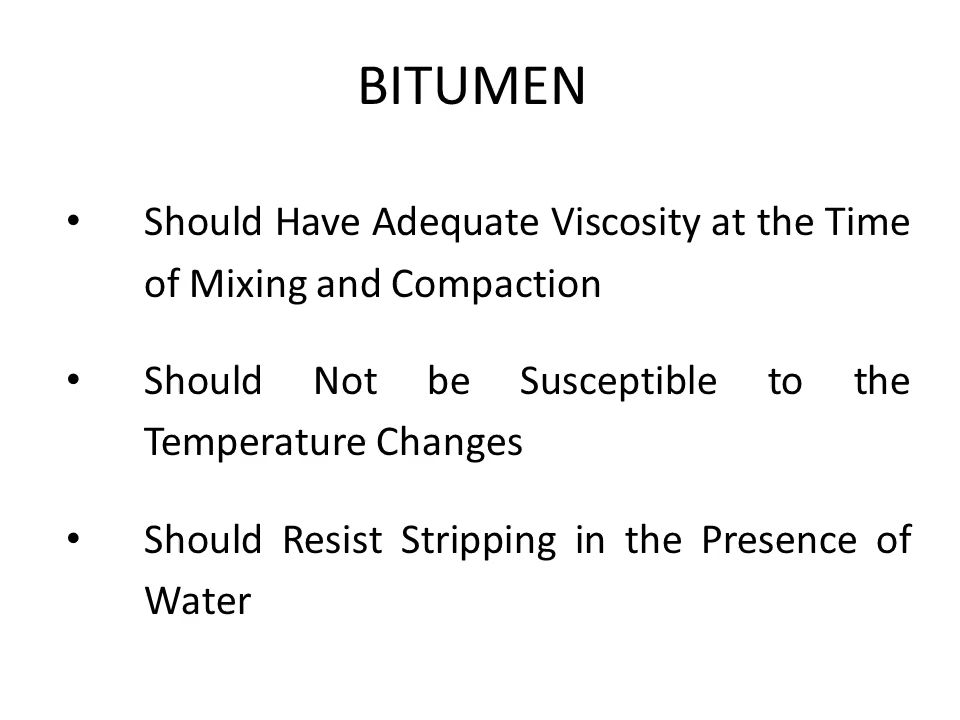 BITUMEN
• Should Have Adequate Viscosity at the Time
of Mixing and Compaction
• Should Not be Susceptible to the
Temperature Changes
• Should Resist Stripping in the Presence of
Water